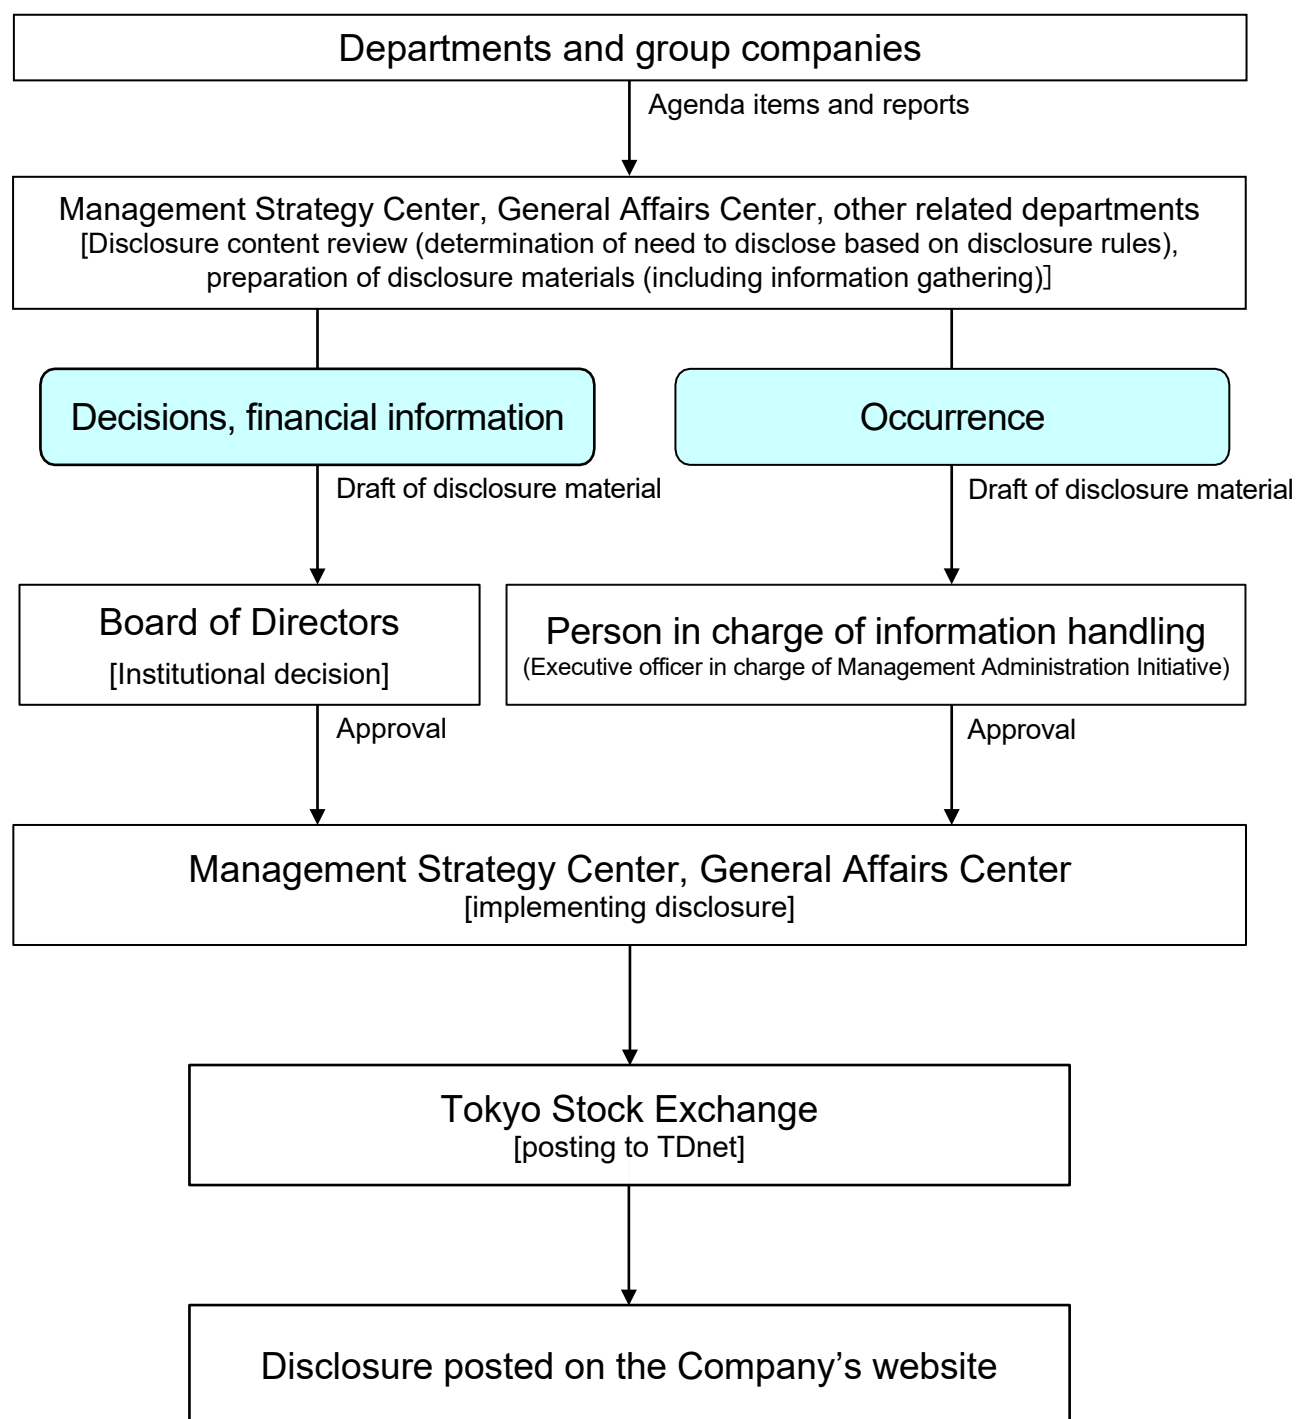 Departments and group companies
Agenda items and reports
Management Strategy Center, General Affairs Center, other related departments
[Disclosure content review (determination of need to disclose based on disclosure rules),
preparation of disclosure materials (including information gathering)]
Decisions, financial information
Occurrence
Draft of disclosure material
Draft of disclosure material
Board of Directors
[Institutional decision]
Person in charge of information handling
(Executive officer in charge of Management Administration Initiative)
Approval
Approval
Management Strategy Center, General Affairs Center
[implementing disclosure]
Tokyo Stock Exchange
[posting to TDnet]
Disclosure posted on the Company’s website